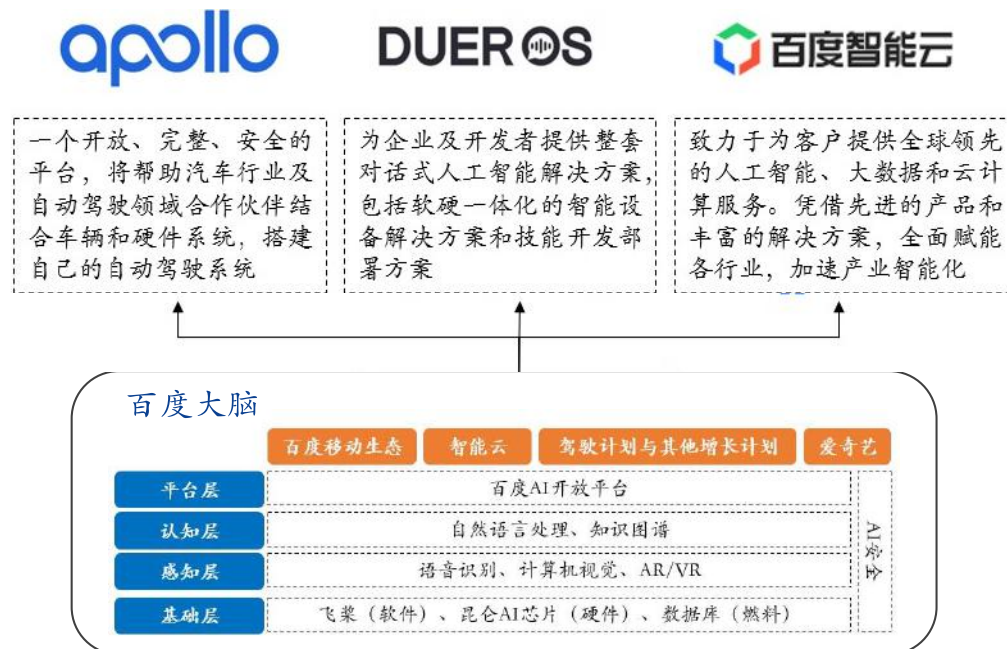 apollo
DUER OS
百度智能云
一个开放、完整、安全的
平台，将帮助汽车行业及
自动驾驶领域合作伙伴结
合车辆和硬件系统，搭建
自己的自动驾驶系统
为企业及开发者提供整套
对话式人工智能解决方案，
包括软硬一体化的智能设
备解决方案和技能开发部
署方案
致力于为客户提供全球领先
的人工智能、大数据和云计
算服务。凭借先进的产品和
丰富的解决方案，全面赋能
各行业，加速产业智能化
百度大脑
百度移动生态
智能云
驾驶计划与其他增长计划
爱奇艺
平台层
百度AI开放平台
认知层
自然语言处理、知识图谱
感知层
语音识别、计算机视觉、AR/VR
基础层
飞桨（软件）、昆仑AI芯片（硬件）、数据库（燃料）
AI安全